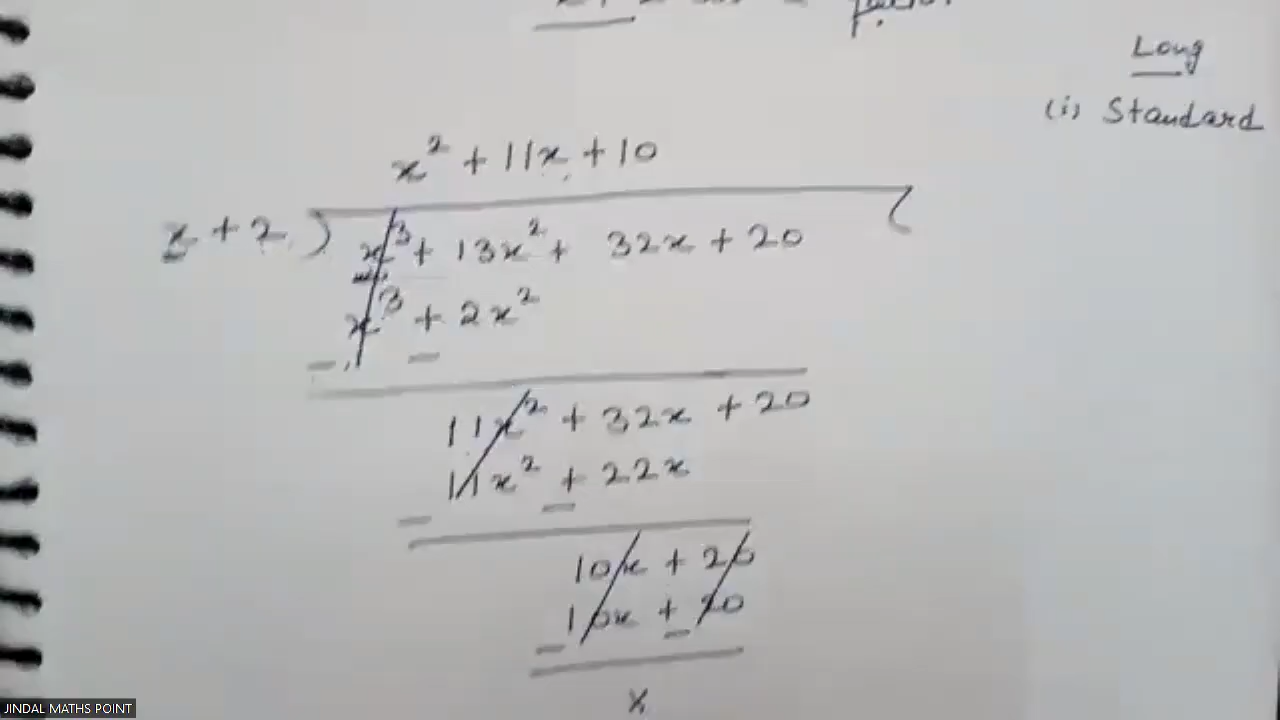 Long
(i) Standard
x² + 11x + 10
x + 2 ) x³ + 13x² + 32x + 20 (
x³ + 2x²
− −
11x² + 32x + 20
11x² + 22x
− −
10x + 20
10x + 20
− −
x
JINDAL MATHS POINT